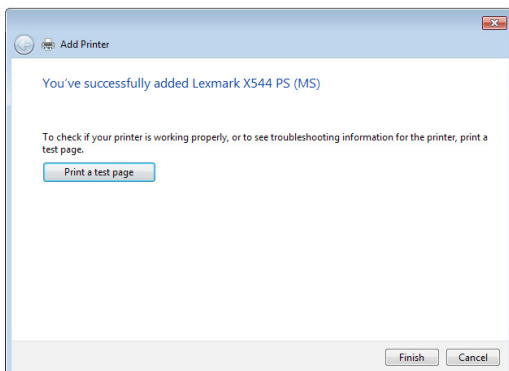 Add Printer
You've successfully added Lexmark X544 PS (MS)
To check if your printer is working properly, or to see troubleshooting information for the printer, print a
test page.
Print a test page
Finish
Cancel